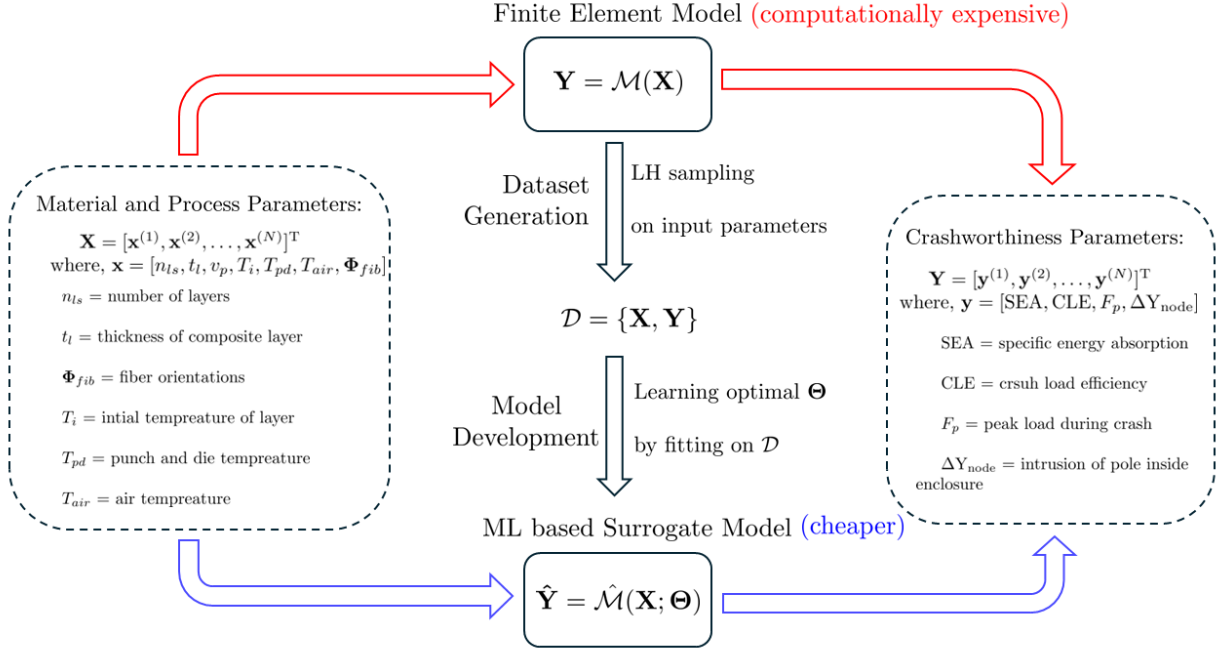 Finite Element Model (computationally expensive)
Y = M(X)
Dataset
Generation
LH sampling
on input parameters
Material and Process Parameters:
X = [x^(1), x^(2), . . . , x^(N)]^T
where, x = [n_ls, t_l, v_p, T_i, T_pd, T_air, Φ_fib]
n_ls = number of layers
t_l = thickness of composite layer
Φ_fib = fiber orientations
T_i = intial tempreature of layer
T_pd = punch and die tempreature
T_air = air tempreature
D = {X, Y}
Model
Development
Learning optimal Θ
by fitting on D
Crashworthiness Parameters:
Y = [y^(1), y^(2), . . . , y^(N)]^T
where, y = [SEA, CLE, F_p, ΔY_node]
SEA = specific energy absorption
CLE = crsuh load efficiency
F_p = peak load during crash
ΔY_node = intrusion of pole inside
enclosure
ML based Surrogate Model (cheaper)
Ŷ = M̂(X; Θ)